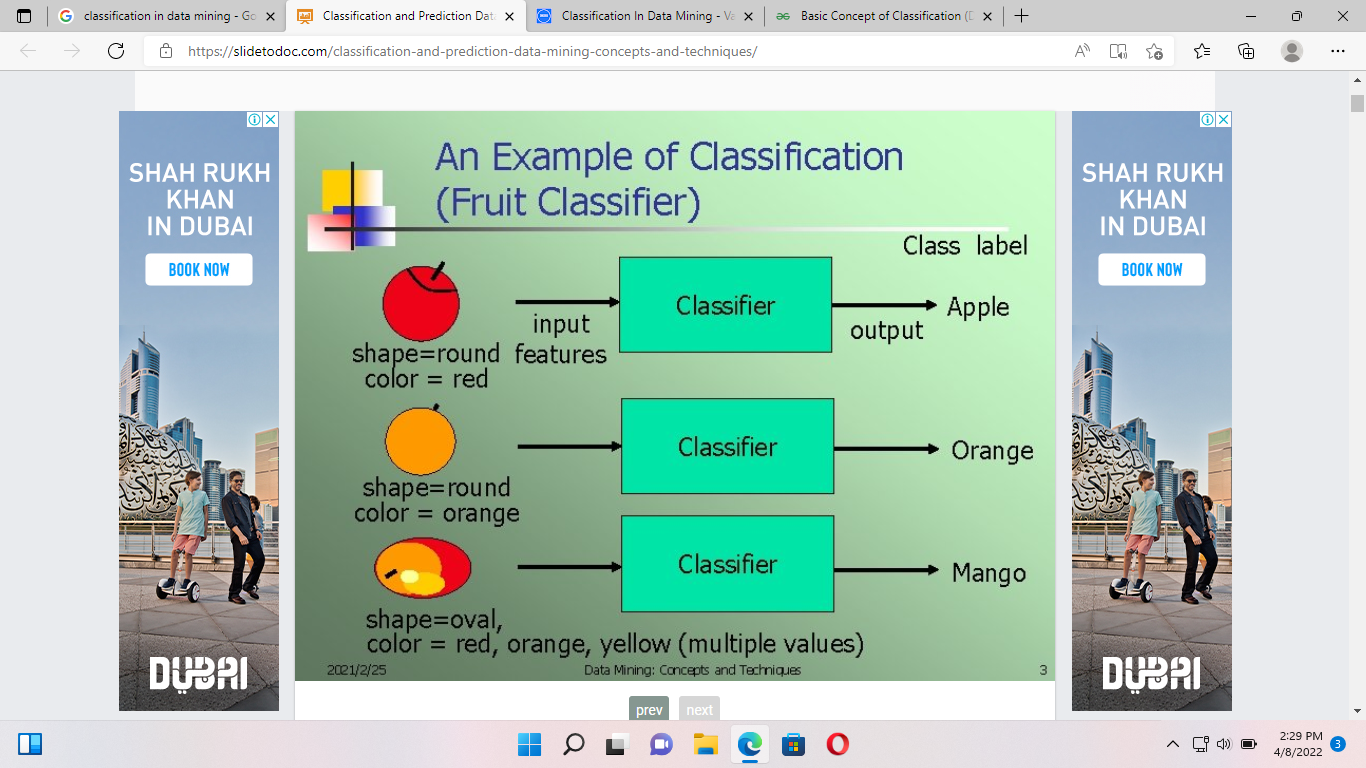 classification in data mining - Go
Classification and Prediction Dat
Classification In Data Mining - Va
Basic Concept of Classification (D
https://slidetodoc.com/classification-and-prediction-data-mining-concepts-and-techniques/
SHAH RUKH
KHAN
IN DUBAI
BOOK NOW
DUBAI
An Example of Classification
(Fruit Classifier)
Class label
Classifier
Apple
input
features
output
shape=round
color = red
Classifier
Orange
shape=round
color = orange
Classifier
Mango
shape=oval,
color = red, orange, yellow (multiple values)
2021/2/25
Data Mining: Concepts and Techniques
3
prev
next
SHAH RUKH
KHAN
IN DUBAI
BOOK NOW
DUBAI
2:29 PM
4/8/2022
3